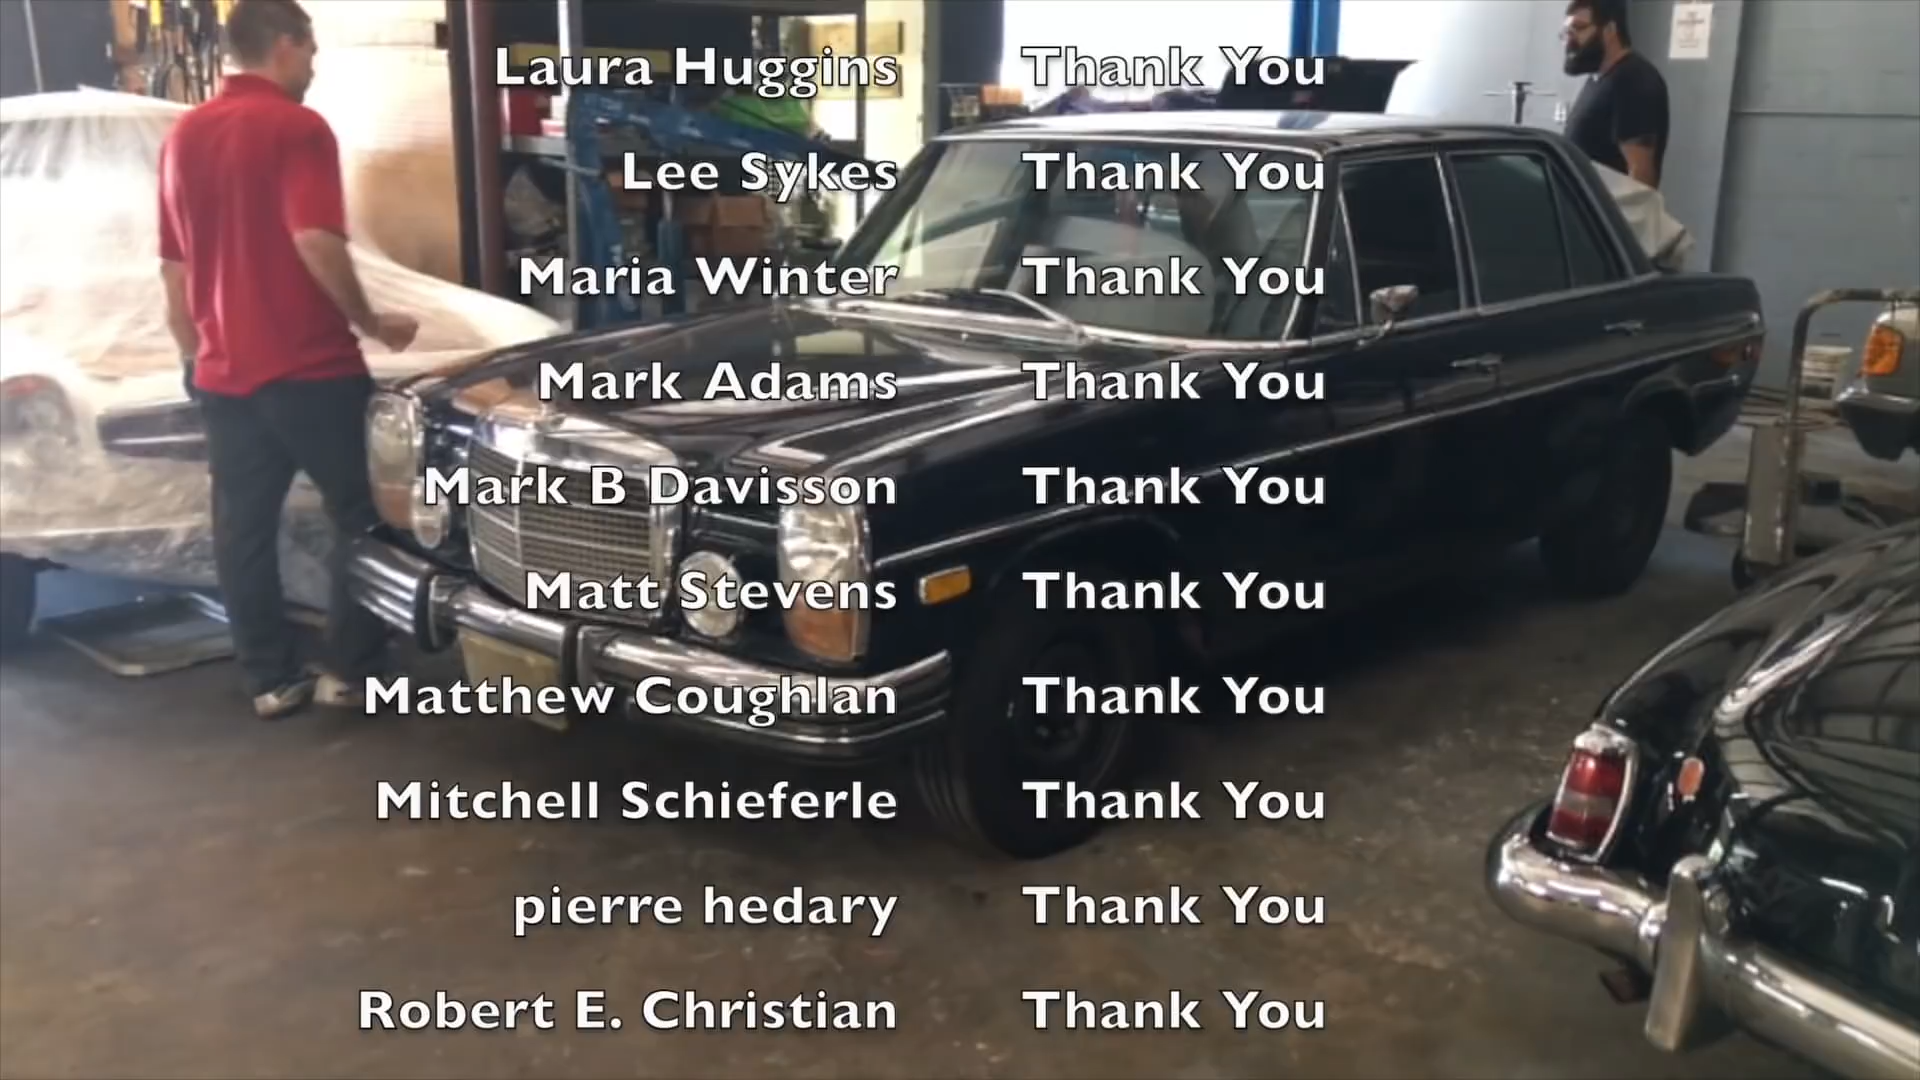 Laura Huggins Thank You
Lee Sykes Thank You
Maria Winter Thank You
Mark Adams Thank You
Mark B Davisson Thank You
Matt Stevens Thank You
Matthew Coughlan Thank You
Mitchell Schieferle Thank You
pierre hedary Thank You
Robert E. Christian Thank You